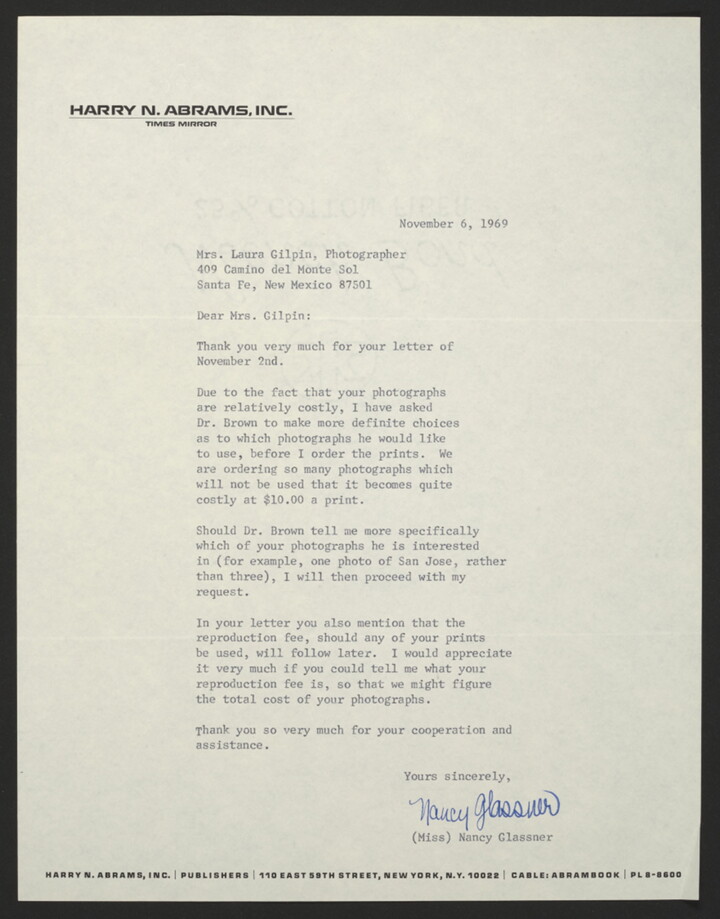 HARRY N. ABRAMS, INC.
TIMES MIRROR
25% COTTON FIBER
November 6, 1969
Mrs. Laura Gilpin, Photographer
409 Camino del Monte Sol
Santa Fe, New Mexico 87501
Dear Mrs. Gilpin:
Thank you very much for your letter of
November 2nd.
Due to the fact that your photographs
are relatively costly, I have asked
Dr. Brown to make more definite choices
as to which photographs he would like
to use, before I order the prints.  We
are ordering so many photographs which
will not be used that it becomes quite
costly at $10.00 a print.
Should Dr. Brown tell me more specifically
which of your photographs he is interested
in (for example, one photo of San Jose, rather
than three), I will then proceed with my
request.
In your letter you also mention that the
reproduction fee, should any of your prints
be used, will follow later.  I would appreciate
it very much if you could tell me what your
reproduction fee is, so that we might figure
the total cost of your photographs.
Thank you so very much for your cooperation and
assistance.
Yours sincerely,
Nancy Glassner
(Miss) Nancy Glassner
HARRY N. ABRAMS, INC. | PUBLISHERS | 110 EAST 59TH STREET, NEW YORK, N.Y. 10022 | CABLE: ABRAMBOOK | PL 8-8600